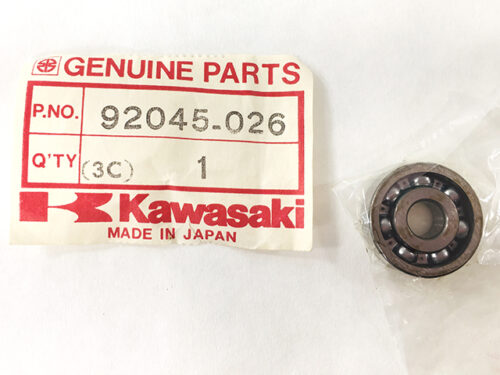 GENUINE PARTS
P.NO. 92045-026
Q'TY (3C) 1
Kawasaki
MADE IN JAPAN